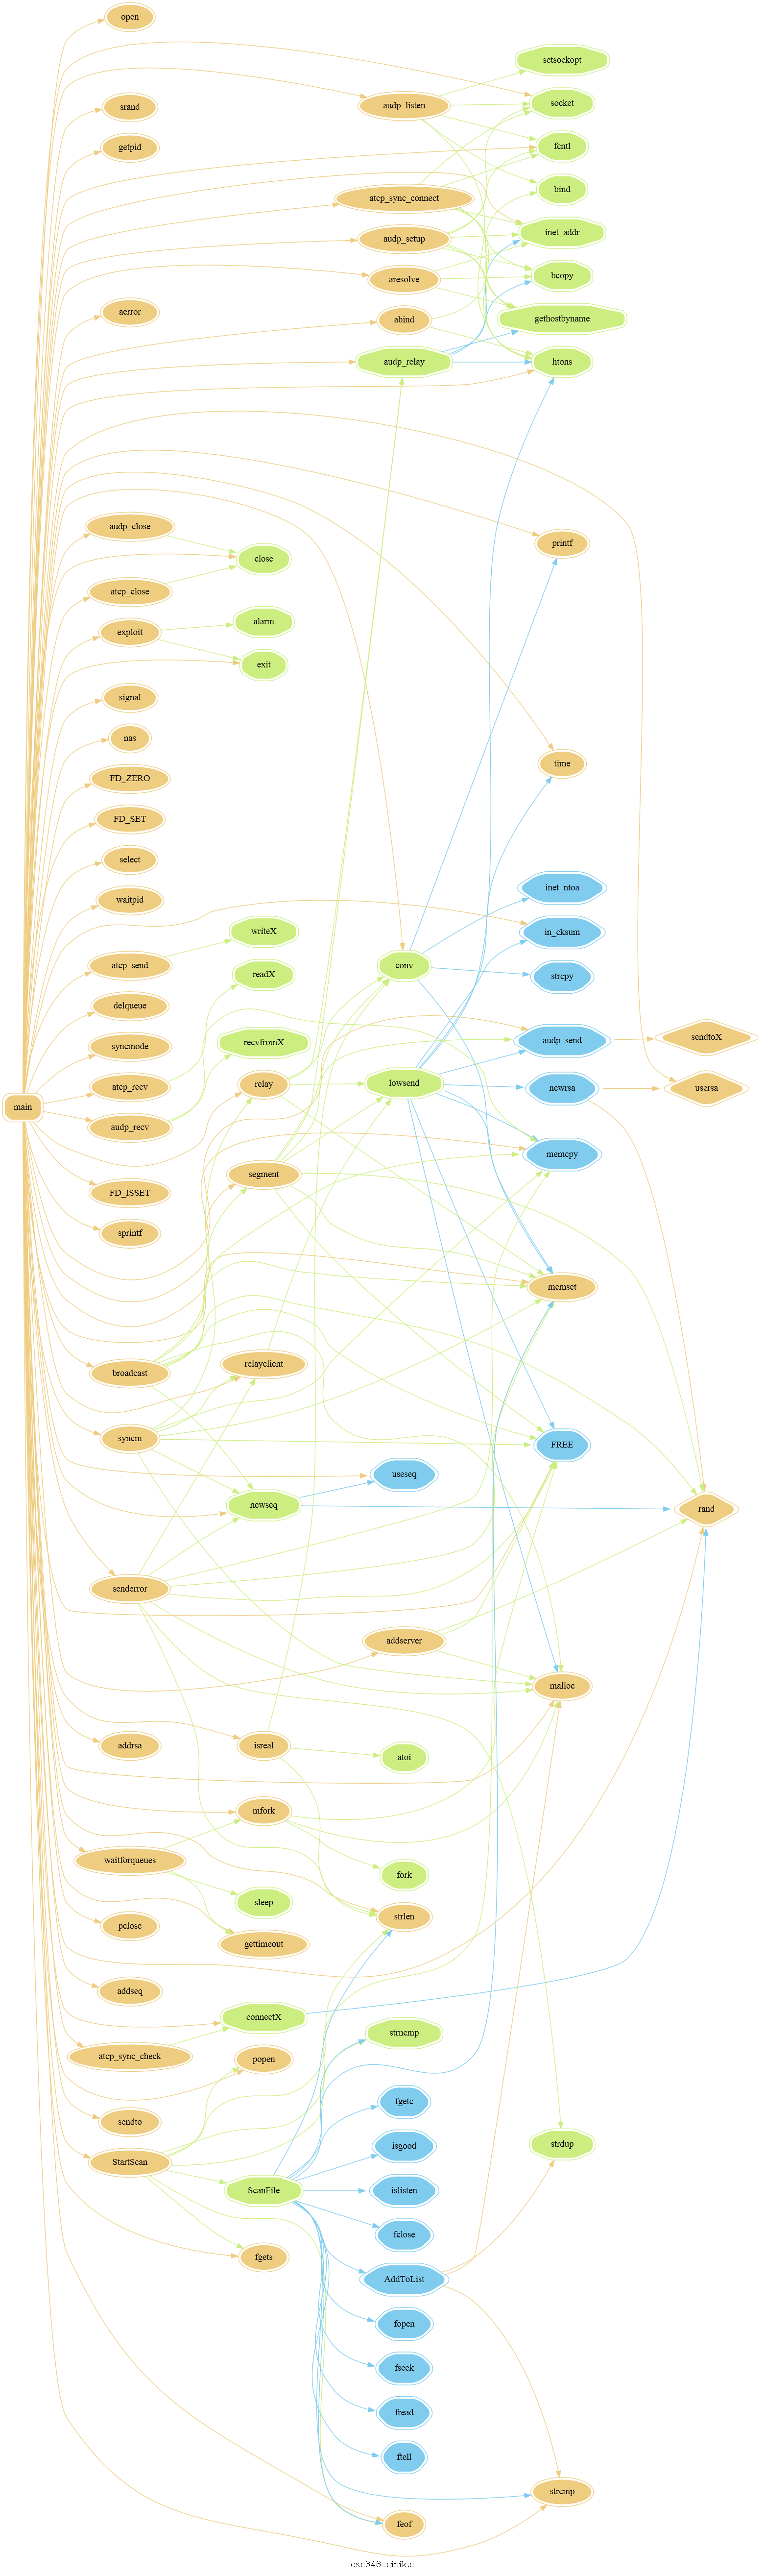 open
setsockopt
socket
srand
audp_listen
getpid
fcntl
bind
atcp_sync_connect
inet_addr
audp_setup
bcopy
aresolve
aerror
abind
gethostbyname
audp_relay
htons
audp_close
printf
close
atcp_close
alarm
exploit
exit
signal
nas
time
FD_ZERO
FD_SET
select
inet_ntoa
waitpid
writeX
in_cksum
atcp_send
conv
readX
strcpy
delqueue
recvfromX
audp_send
sendtoX
syncmode
atcp_recv
relay
lowsend
newrsa
usersa
main
audp_recv
memcpy
segment
FD_ISSET
sprintf
memset
broadcast
relayclient
syncm
FREE
useseq
newseq
rand
senderror
addserver
malloc
addrsa
isreal
atoi
mfork
waitforqueues
fork
sleep
strlen
pclose
gettimeout
addseq
connectX
strncmp
atcp_sync_check
popen
fgetc
sendto
isgood
strdup
StartScan
ScanFile
islisten
fclose
fgets
AddToList
fopen
fseek
fread
ftell
strcmp
feof
csc348_cinik.c